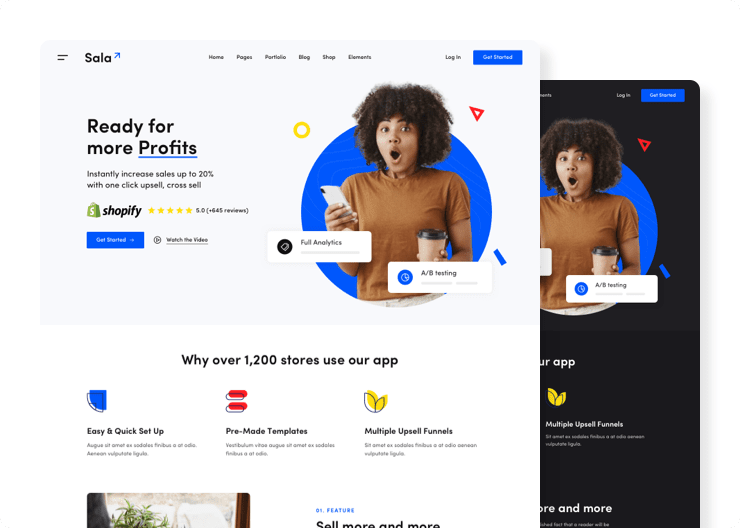 Sala
Home Pages Portfolio Blog Shop Elements
Log In Get Started
Ready for
more Profits
Instantly increase sales up to 20%
with one click upsell, cross sell
shopify 5.0 (+645 reviews)
Get Started → Watch the Video
Full Analytics
A/B testing
Why over 1,200 stores use our app
Easy & Quick Set Up
Augue sit amet ex sodales finibus a at odio.
Aenean vulputate ligula.
Pre-Made Templates
Vestibulum vitae augue sit amet ex sodales
finibus a at odio.
Multiple Upsell Funnels
Sit amet ex sodales finibus a at odio aenean
vulputate ligula.
01. FEATURE
Sell more and more
ements Log In Get Started
A/B testing
ur app
Multiple Upsell Funnels
Sit amet ex sodales finibus a at odio aenean
vulputate ligula.
ore and more
blished fact that a reader will be